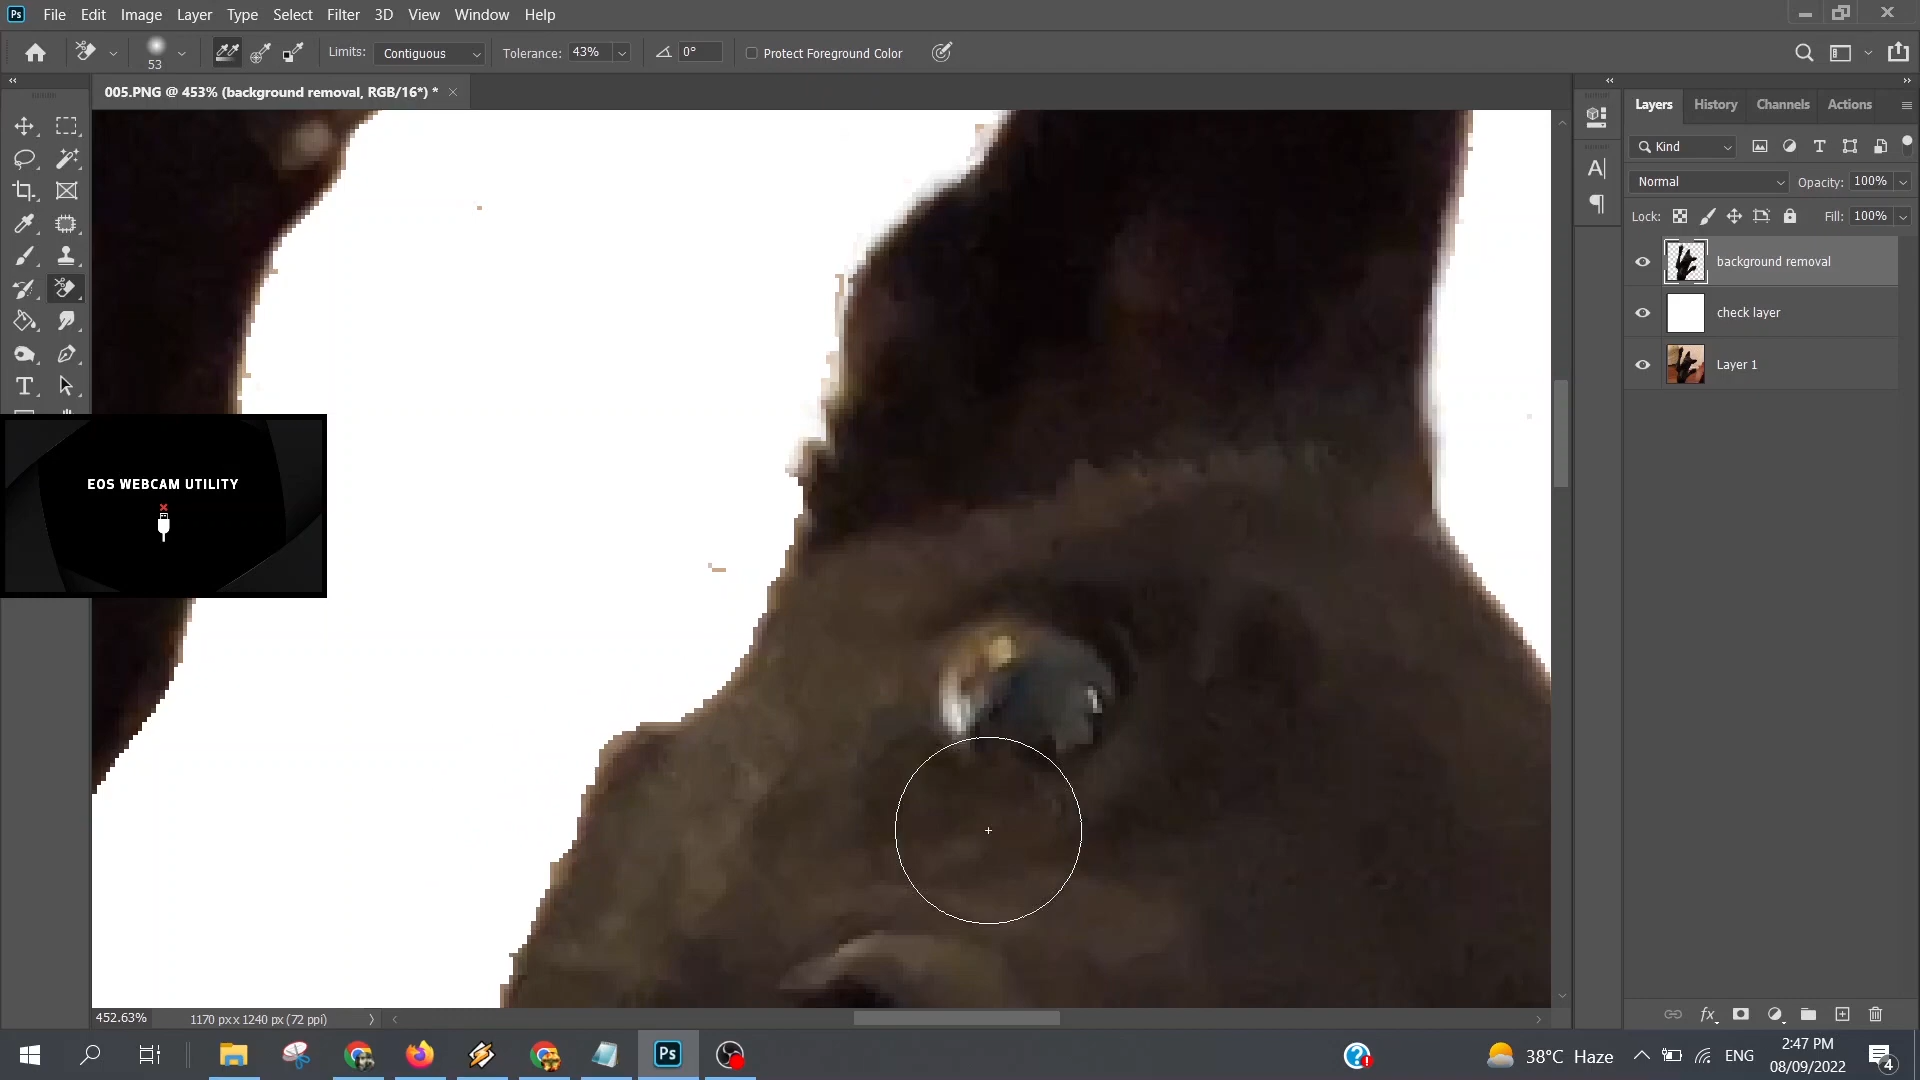 Ps File Edit Image Layer Type Select Filter 3D View Window Help
53 Limits: Contiguous Tolerance: 43% 0° Protect Foreground Color
005.PNG @ 453% (background removal, RGB/16*) * ×
Layers History Channels Actions
Kind
Normal Opacity: 100%
Lock: Fill: 100%
background removal
check layer
Layer 1
EOS WEBCAM UTILITY
452.63% 1170 px x 1240 px (72 ppi)
Ps 38°C Haze ENG 2:47 PM
08/09/2022 4